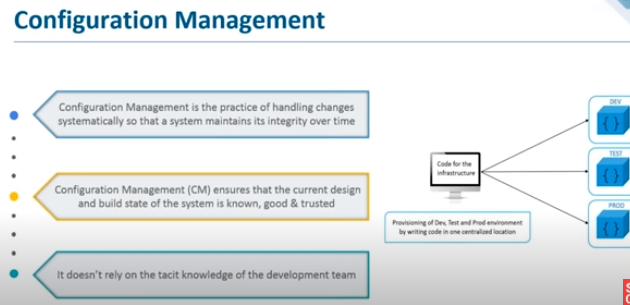 Configuration Management
Configuration Management is the practice of handling changes
systematically so that a system maintains its integrity over time
Configuration Management (CM) ensures that the current design
and build state of the system is known, good & trusted
It doesn't rely on the tacit knowledge of the development team
Code for the
infrastructure
Provisioning of Dev, Test and Prod environment
by writing code in one centralized location
DEV
{ }
TEST
{ }
PROD
{ }